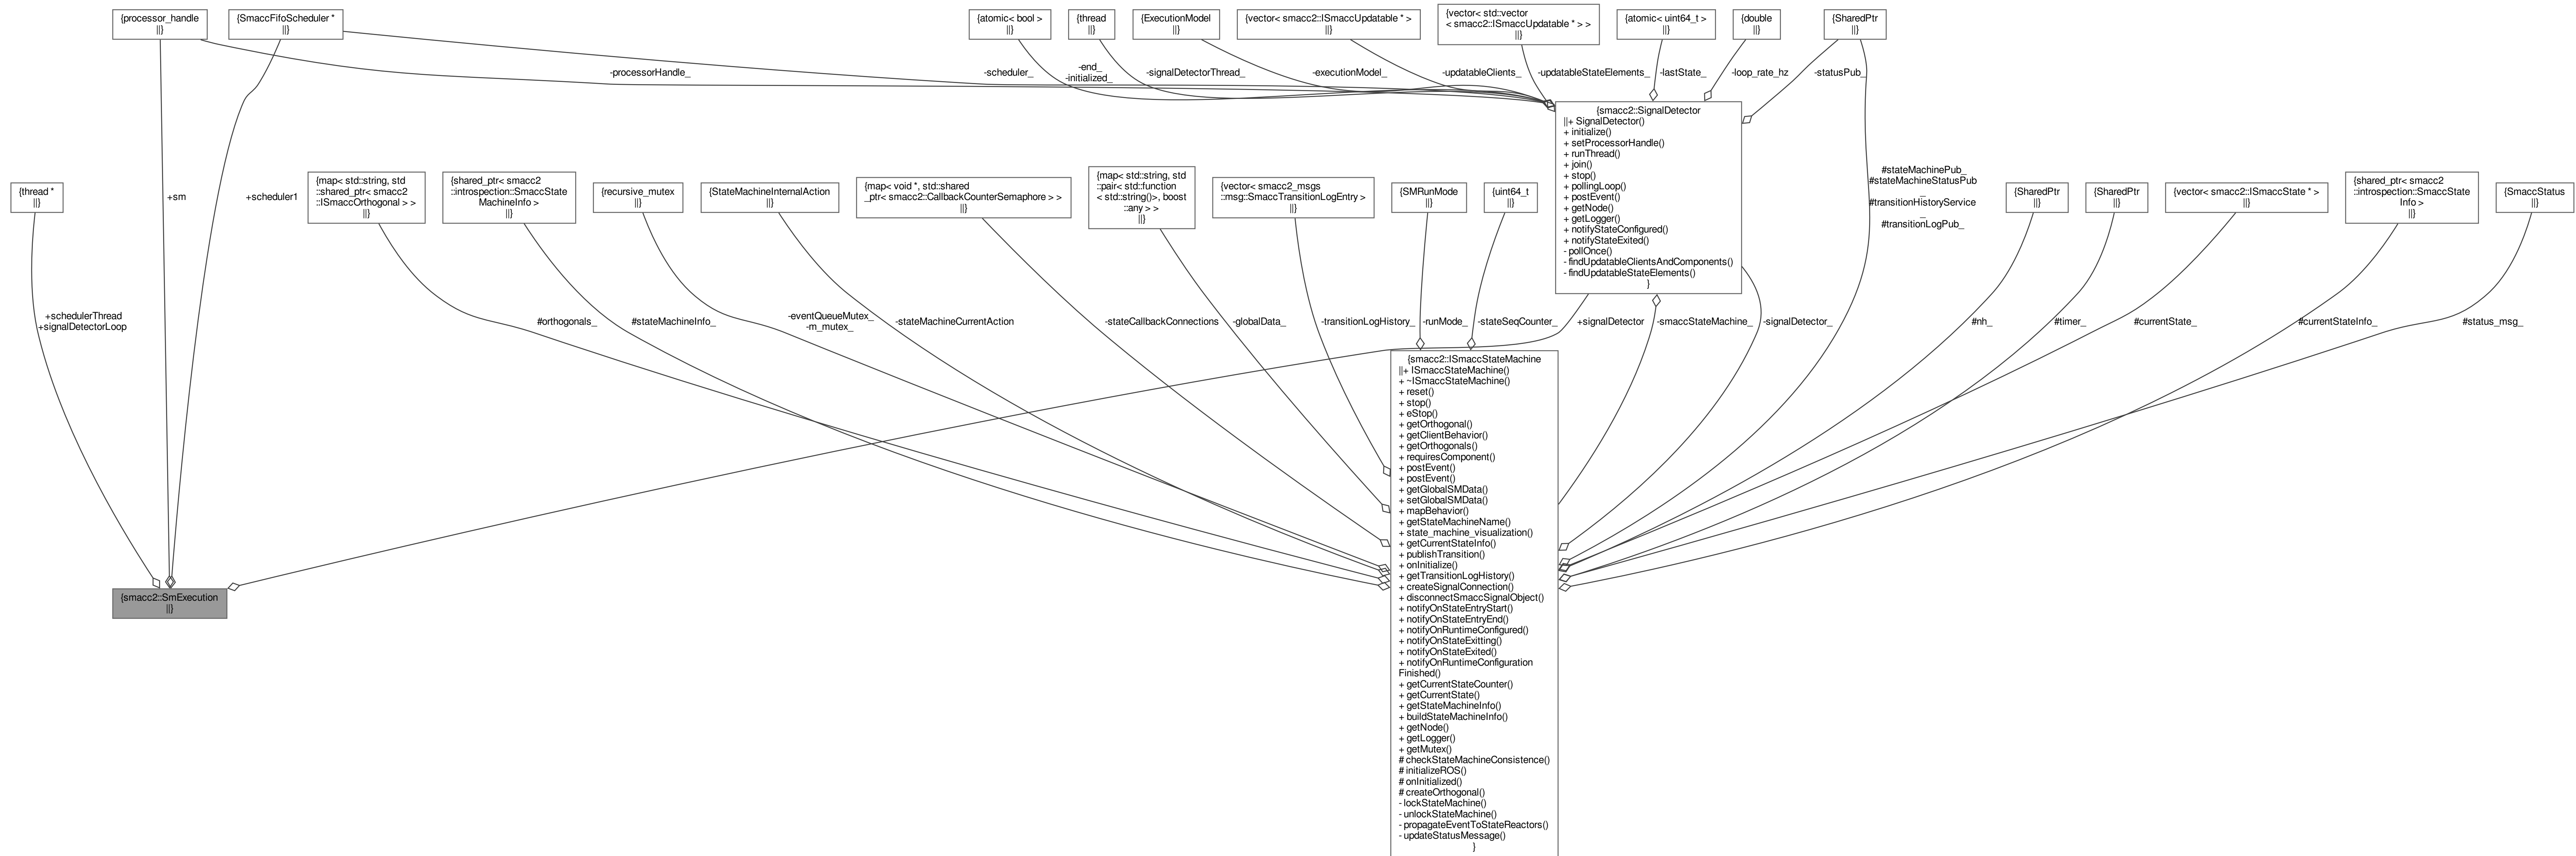 {processor_handle
||}
{SmaccFifoScheduler *
||}
{atomic< bool >
||}
{thread
||}
{ExecutionModel
||}
{vector< smacc2::ISmaccUpdatable * >
||}
{vector< std::vector
< smacc2::ISmaccUpdatable * > >
||}
{atomic< uint64_t >
||}
{double
||}
{SharedPtr
||}
-processorHandle_
-scheduler_
-end_
-initialized_
-signalDetectorThread_
-executionModel_
-updatableClients_
-updatableStateElements_
-lastState_
-loop_rate_hz
-statusPub_
{smacc2::SignalDetector
||+ SignalDetector()
+ initialize()
+ setProcessorHandle()
+ runThread()
+ join()
+ stop()
+ pollingLoop()
+ postEvent()
+ getNode()
+ getLogger()
+ notifyStateConfigured()
+ notifyStateExited()
- pollOnce()
- findUpdatableClientsAndComponents()
- findUpdatableStateElements()
}
{thread *
||}
+sm
+scheduler1
{map< std::string, std
::shared_ptr< smacc2
::ISmaccOrthogonal > >
||}
{shared_ptr< smacc2
::introspection::SmaccState
MachineInfo >
||}
{recursive_mutex
||}
{StateMachineInternalAction
||}
{map< void *, std::shared
_ptr< smacc2::CallbackCounterSemaphore > >
||}
{map< std::string, std
::pair< std::function
< std::string()>, boost
::any > >
||}
{vector< smacc2_msgs
::msg::SmaccTransitionLogEntry >
||}
{SMRunMode
||}
{uint64_t
||}
#stateMachinePub_
#stateMachineStatusPub
_
#transitionHistoryService
_
#transitionLogPub_
{SharedPtr
||}
{SharedPtr
||}
{vector< smacc2::ISmaccState * >
||}
{shared_ptr< smacc2
::introspection::SmaccState
Info >
||}
{SmaccStatus
||}
+schedulerThread
+signalDetectorLoop
#orthogonals_
#stateMachineInfo_
-eventQueueMutex_
-m_mutex_
-stateMachineCurrentAction
-stateCallbackConnections
-globalData_
-transitionLogHistory_
-runMode_
-stateSeqCounter_
+signalDetector
-smaccStateMachine_
-signalDetector_
#nh_
#timer_
#currentState_
#currentStateInfo_
#status_msg_
{smacc2::ISmaccStateMachine
||+ ISmaccStateMachine()
+ ~ISmaccStateMachine()
+ reset()
+ stop()
+ eStop()
+ getOrthogonal()
+ getClientBehavior()
+ getOrthogonals()
+ requiresComponent()
+ postEvent()
+ postEvent()
+ getGlobalSMData()
+ setGlobalSMData()
+ mapBehavior()
+ getStateMachineName()
+ state_machine_visualization()
+ getCurrentStateInfo()
+ publishTransition()
+ onInitialize()
+ getTransitionLogHistory()
+ createSignalConnection()
+ disconnectSmaccSignalObject()
+ notifyOnStateEntryStart()
+ notifyOnStateEntryEnd()
+ notifyOnRuntimeConfigured()
+ notifyOnStateExitting()
+ notifyOnStateExited()
+ notifyOnRuntimeConfiguration
Finished()
+ getCurrentStateCounter()
+ getCurrentState()
+ getStateMachineInfo()
+ buildStateMachineInfo()
+ getNode()
+ getLogger()
+ getMutex()
# checkStateMachineConsistence()
# initializeROS()
# onInitialized()
# createOrthogonal()
- lockStateMachine()
- unlockStateMachine()
- propagateEventToStateReactors()
- updateStatusMessage()
}
{smacc2::SmExecution
||}